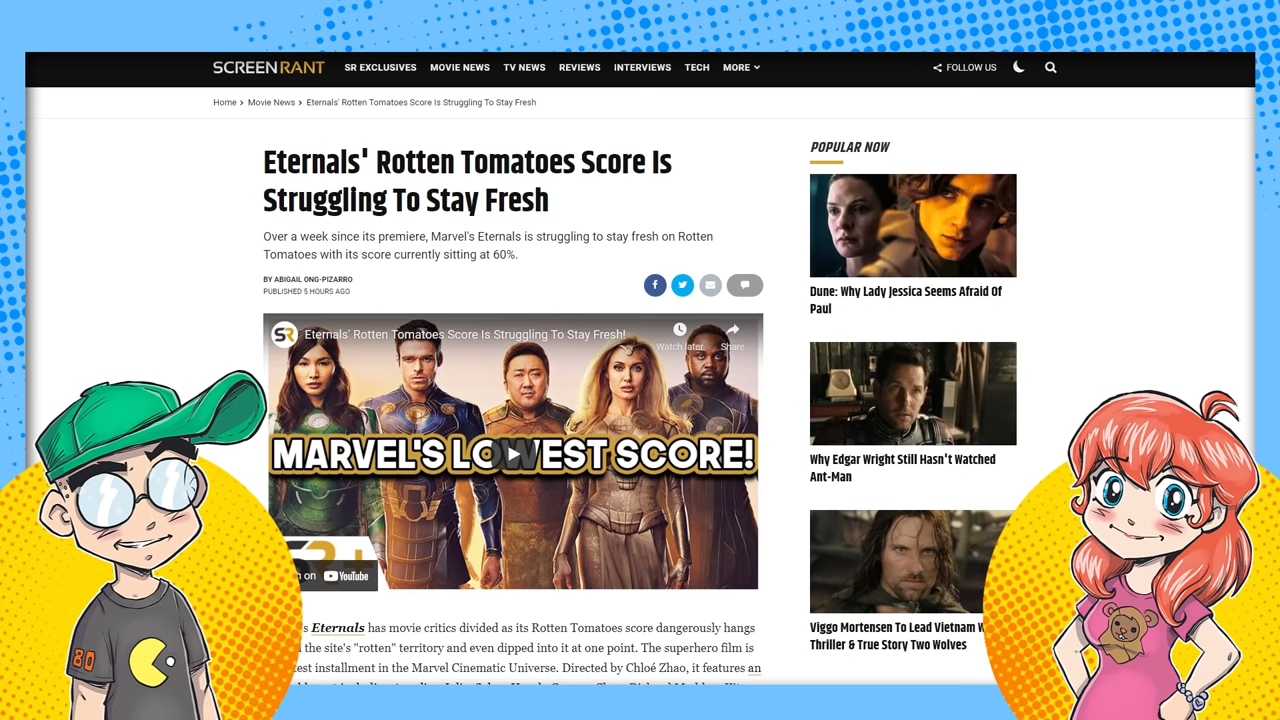 SCREENRANT SR EXCLUSIVES MOVIE NEWS TV NEWS REVIEWS INTERVIEWS TECH MORE FOLLOW US
Home > Movie News > Eternals' Rotten Tomatoes Score Is Struggling To Stay Fresh
Eternals' Rotten Tomatoes Score Is
Struggling To Stay Fresh
Over a week since its premiere, Marvel's Eternals is struggling to stay fresh on Rotten
Tomatoes with its score currently sitting at 60%.
BY ABIGAIL ONG-PIZARRO
PUBLISHED 5 HOURS AGO
SR Eternals' Rotten Tomatoes Score Is Struggling To Stay Fresh!
Watch later Share
MARVEL'S LOWEST SCORE!
on YouTube
Eternals has movie critics divided as its Rotten Tomatoes score dangerously hangs
the site's "rotten" territory and even dipped into it at one point. The superhero film is
installment in the Marvel Cinematic Universe. Directed by Chloé Zhao, it features an
POPULAR NOW
Dune: Why Lady Jessica Seems Afraid Of
Paul
Why Edgar Wright Still Hasn't Watched
Ant-Man
Viggo Mortensen To Lead Vietnam
Thriller & True Story Two Wolves
80